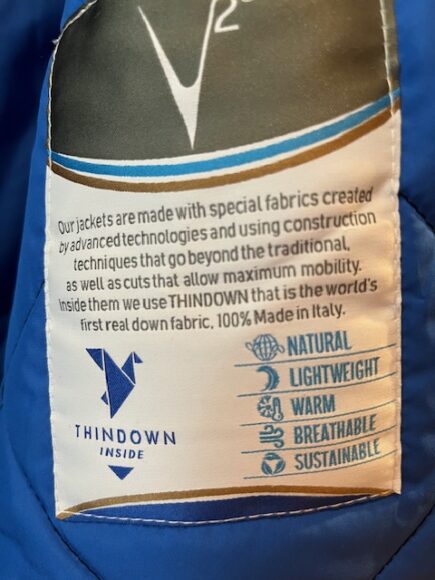 V2
Our jackets are made with special fabrics created
by advanced technologies and using construction
techniques that go beyond the traditional,
as well as cuts that allow maximum mobility.
Inside them we use THINDOWN that is the world's
first real down fabric, 100% Made in Italy.
THINDOWN
INSIDE
NATURAL
LIGHTWEIGHT
WARM
BREATHABLE
SUSTAINABLE